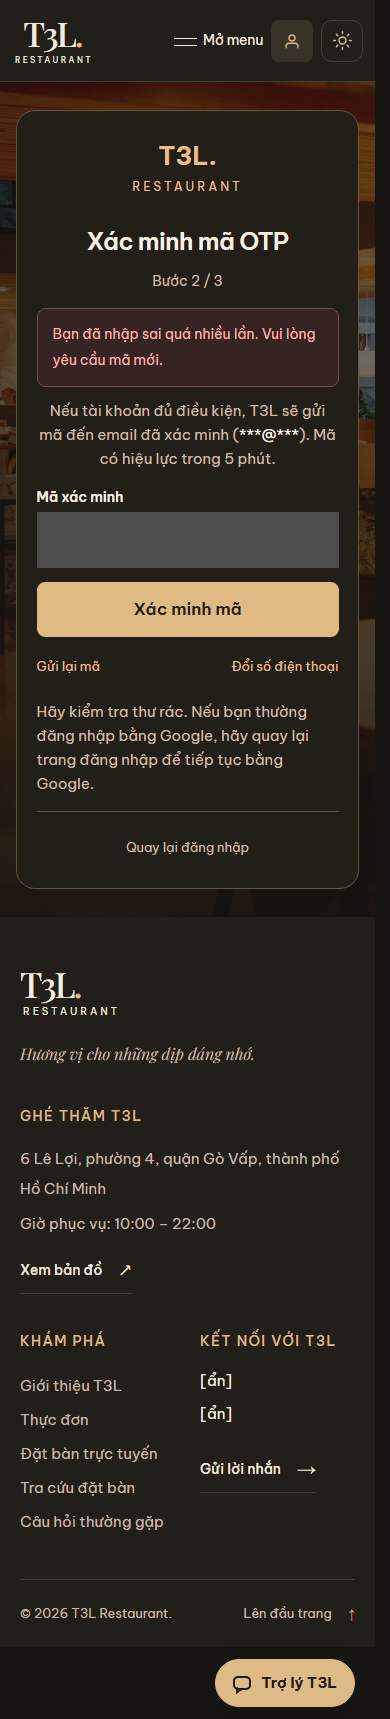 T3L.
RESTAURANT
Mở menu
T3L.
RESTAURANT
Xác minh mã OTP
Bước 2 / 3
Bạn đã nhập sai quá nhiều lần. Vui lòng
yêu cầu mã mới.
Nếu tài khoản đủ điều kiện, T3L sẽ gửi
mã đến email đã xác minh (***@***). Mã
có hiệu lực trong 5 phút.
Mã xác minh
Xác minh mã
Gửi lại mã
Đổi số điện thoại
Hãy kiểm tra thư rác. Nếu bạn thường
đăng nhập bằng Google, hãy quay lại
trang đăng nhập để tiếp tục bằng
Google.
Quay lại đăng nhập
T3L.
RESTAURANT
Hương vị cho những dịp đáng nhớ.
GHÉ THĂM T3L
6 Lê Lợi, phường 4, quận Gò Vấp, thành phố
Hồ Chí Minh
Giờ phục vụ: 10:00 – 22:00
Xem bản đồ ↗
KHÁM PHÁ
Giới thiệu T3L
Thực đơn
Đặt bàn trực tuyến
Tra cứu đặt bàn
Câu hỏi thường gặp
KẾT NỐI VỚI T3L
[ẩn]
[ẩn]
Gửi lời nhắn →
© 2026 T3L Restaurant.
Lên đầu trang ↑
Trợ lý T3L